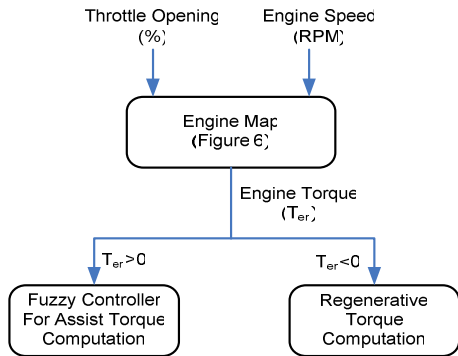 Throttle Opening
(%)
Engine Speed
(RPM)
Engine Map
(Figure 6)
Engine Torque
(Ter)
Ter>0
Ter<0
Fuzzy Controller
For Assist Torque
Computation
Regenerative
Torque
Computation